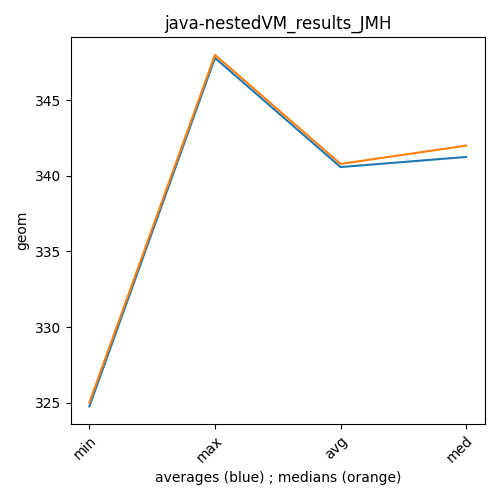 java-nestedVM_results_JMH
geom
345
340
335
330
325
min
max
avg
med
averages (blue) ; medians (orange)